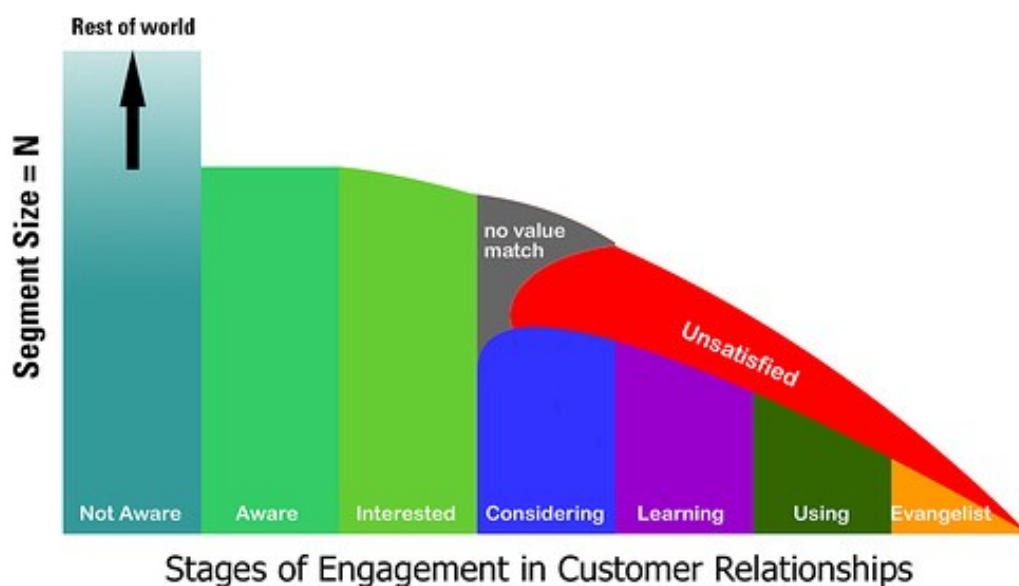 Rest of world
Segment Size = N
no value
match
Unsatisfied
Not Aware
Aware
Interested
Considering
Learning
Using
Evangelist
Stages of Engagement in Customer Relationships